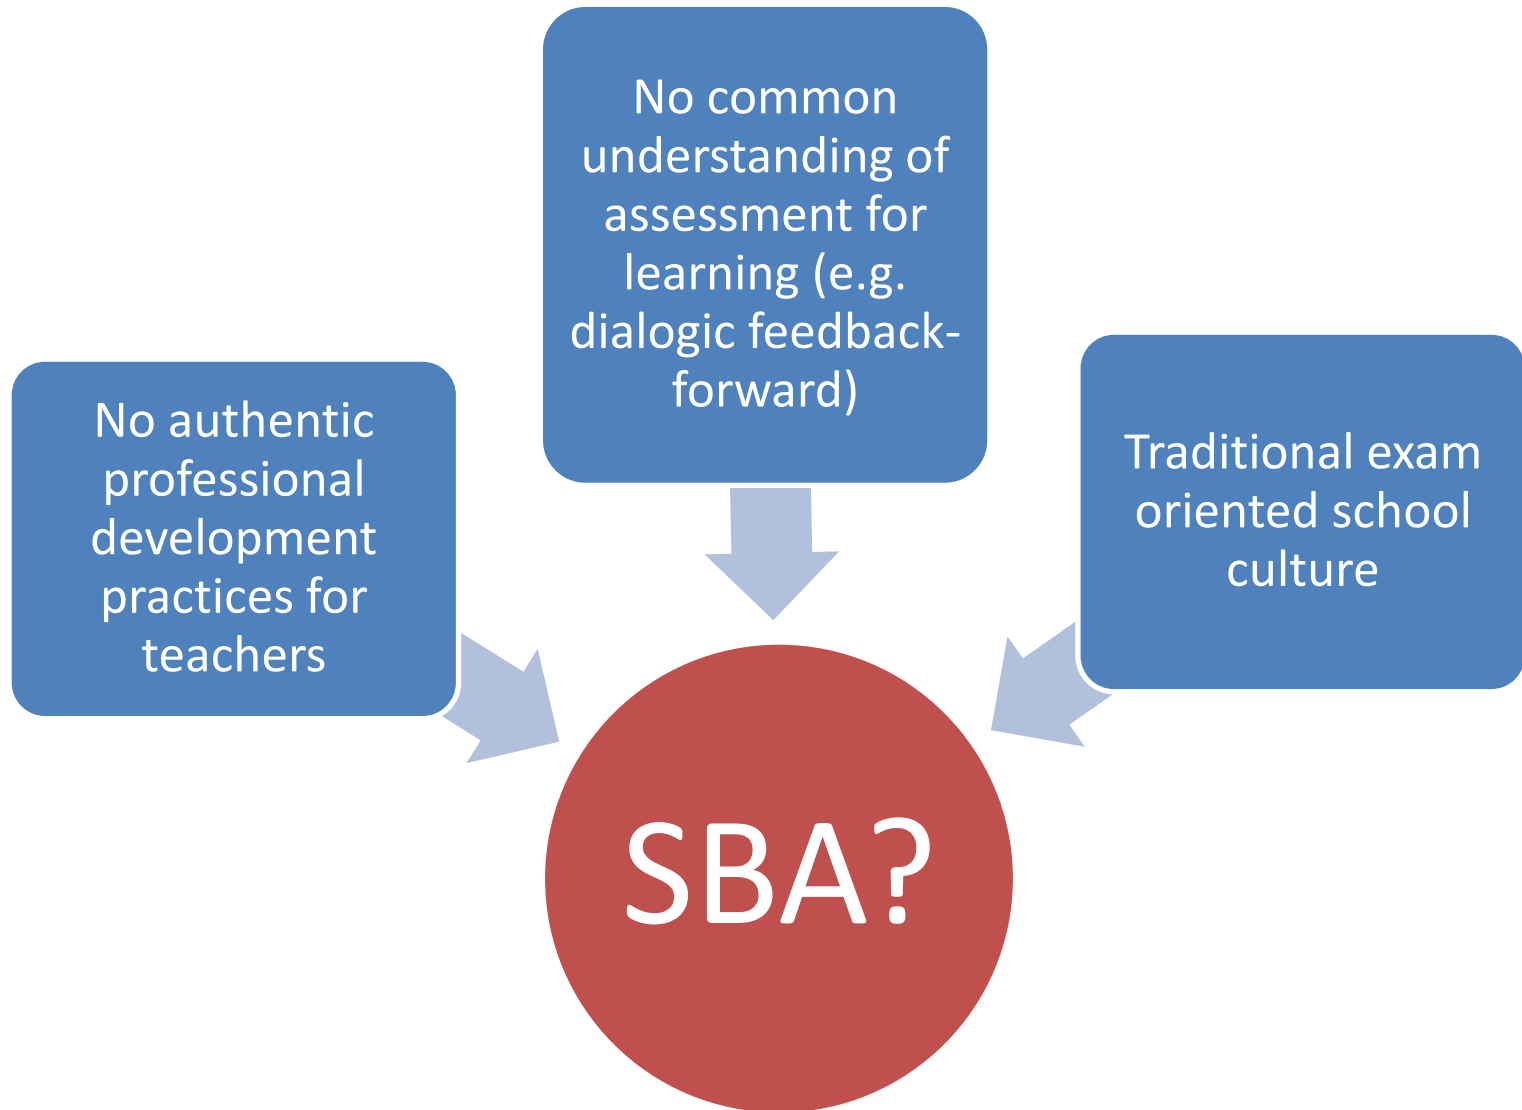 No authentic
professional
development
practices for
teachers
No common
understanding of
assessment for
learning (e.g.
dialogic feedback-
forward)
Traditional exam
oriented school
culture
SBA?